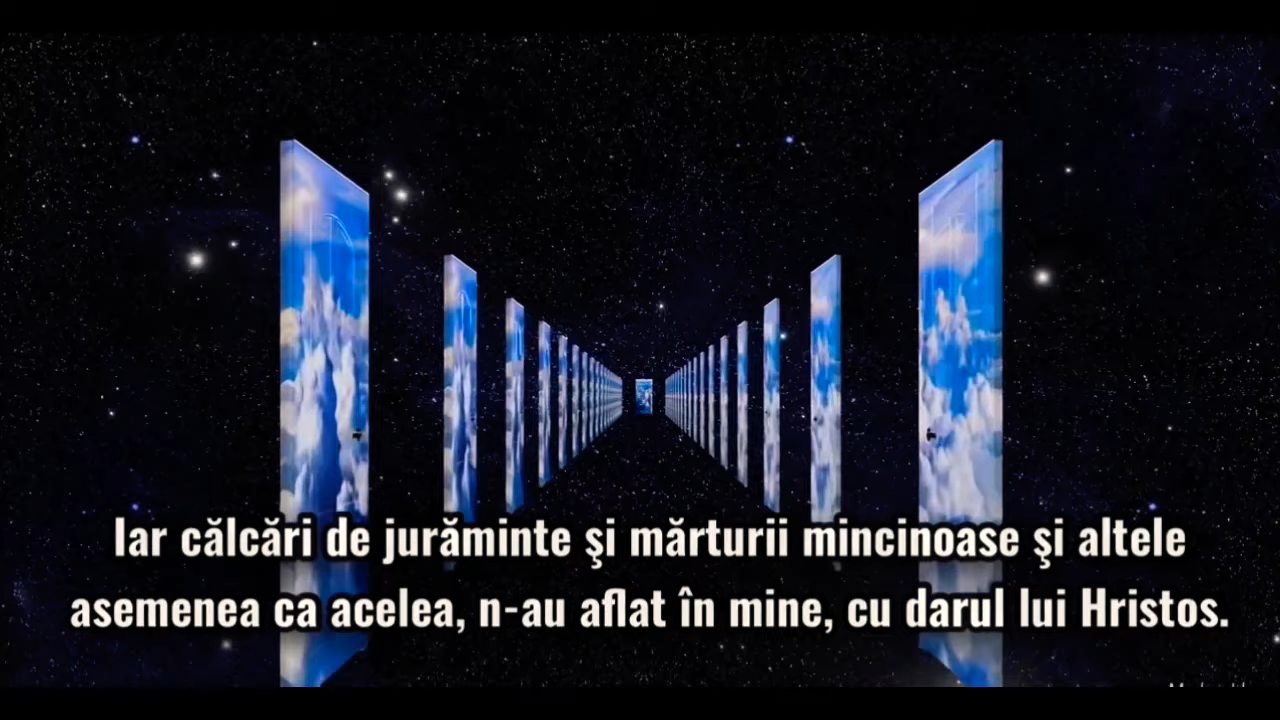 Iar călcări de jurăminte şi mărturii mincinoase şi altele
asemenea ca acelea, n-au aflat în mine, cu darul lui Hristos.